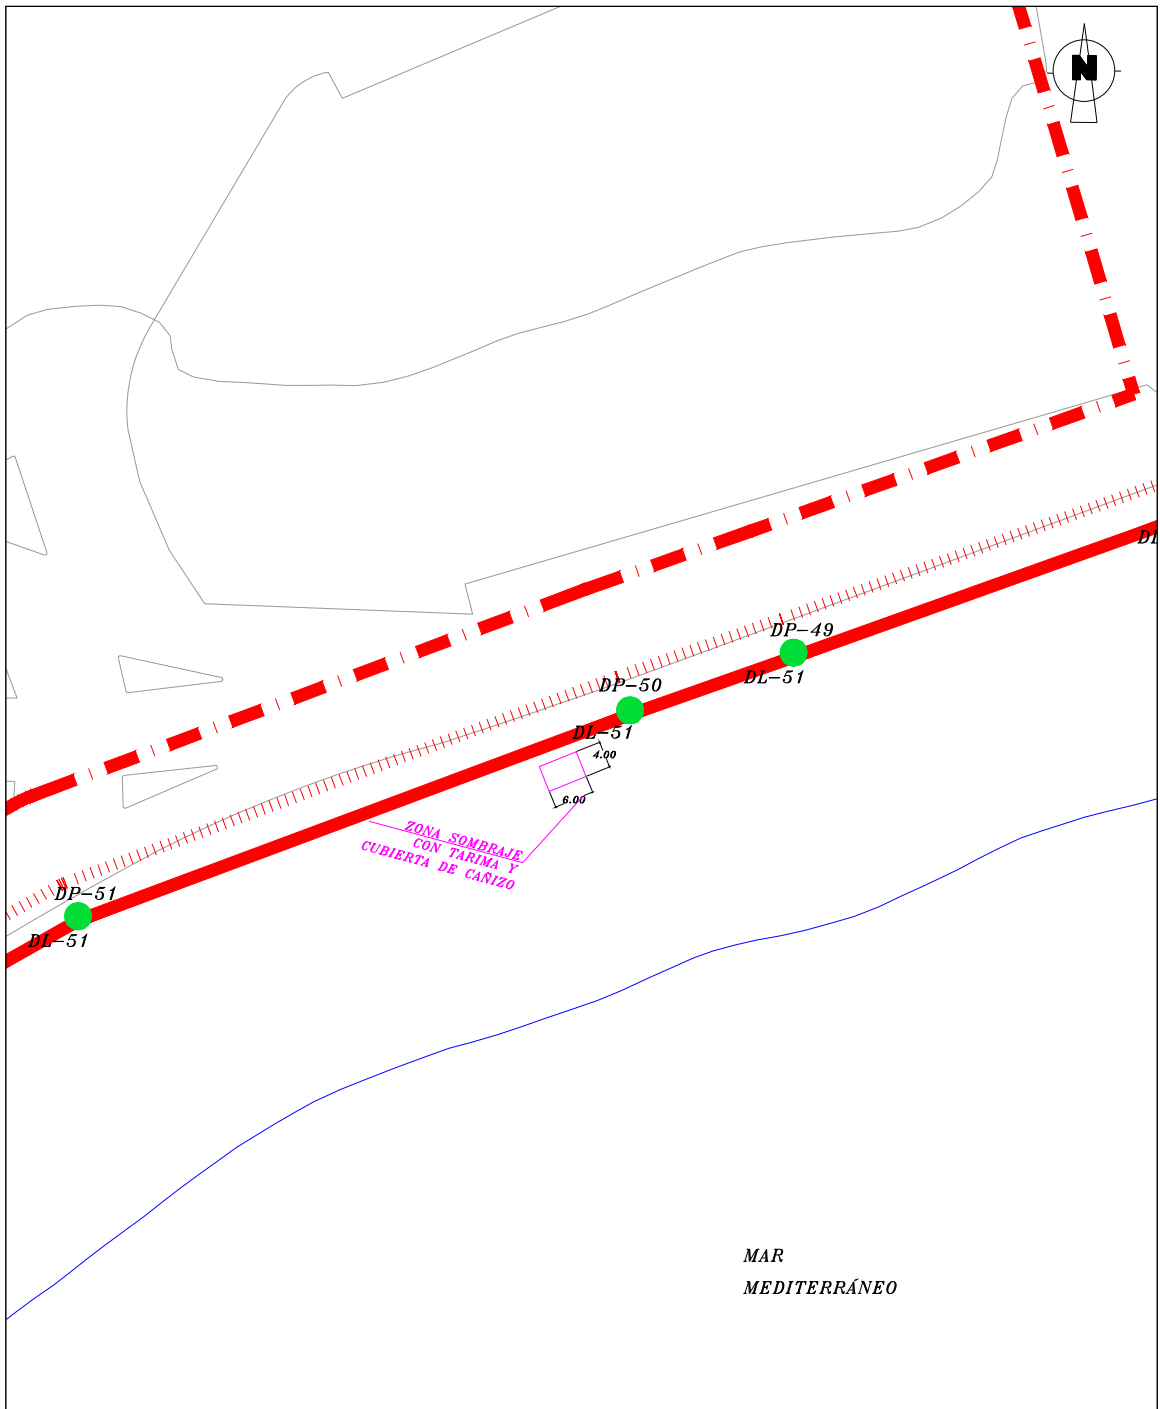 N
DL
DP-49
DL-51
DP-50
DL-51
4.00
6.00
ZONA SOMBRAJE
CON TARIMA Y
CUBIERTA DE CAÑIZO
DP-51
DL-51
MAR
MEDITERRÁNEO